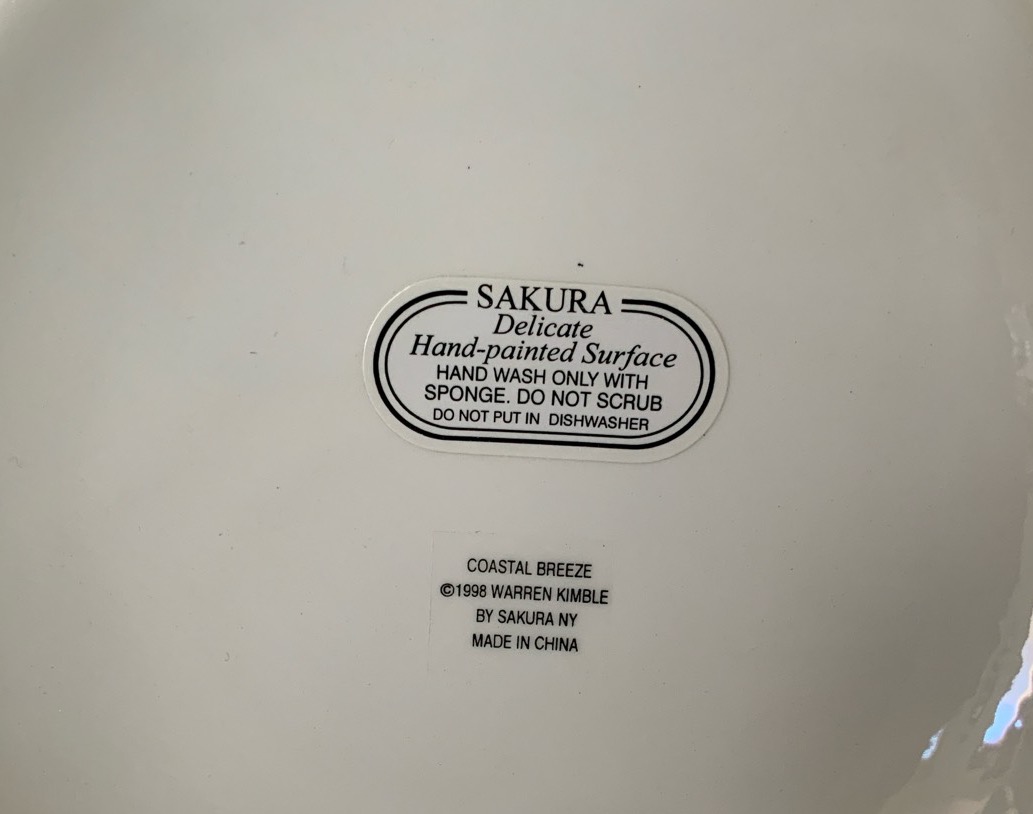 SAKURA
Delicate
Hand-painted Surface
HAND WASH ONLY WITH
SPONGE. DO NOT SCRUB
DO NOT PUT IN DISHWASHER
COASTAL BREEZE
©1998 WARREN KIMBLE
BY SAKURA NY
MADE IN CHINA